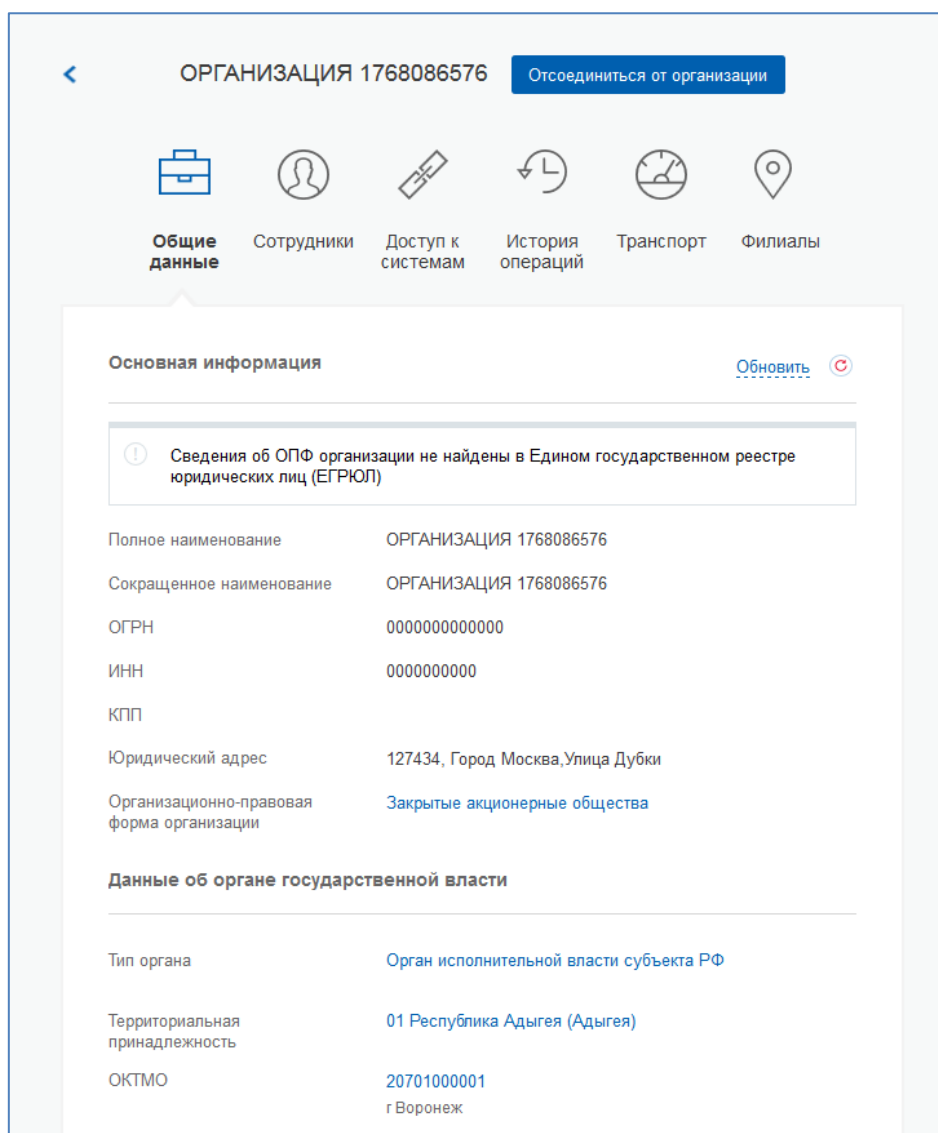 ОРГАНИЗАЦИЯ 1768086576
Отсоединиться от организации
Общие данные
Сотрудники
Доступ к системам
История операций
Транспорт
Филиалы
Основная информация
Обновить
Сведения об ОПФ организации не найдены в Едином государственном реестре
юридических лиц (ЕГРЮЛ)
Полное наименование ОРГАНИЗАЦИЯ 1768086576
Сокращенное наименование ОРГАНИЗАЦИЯ 1768086576
ОГРН 0000000000000
ИНН 0000000000
КПП
Юридический адрес 127434, Город Москва,Улица Дубки
Организационно-правовая Закрытые акционерные общества
форма организации
Данные об органе государственной власти
Тип органа Орган исполнительной власти субъекта РФ
Территориальная 01 Республика Адыгея (Адыгея)
принадлежность
ОКТМО 20701000001
г Воронеж